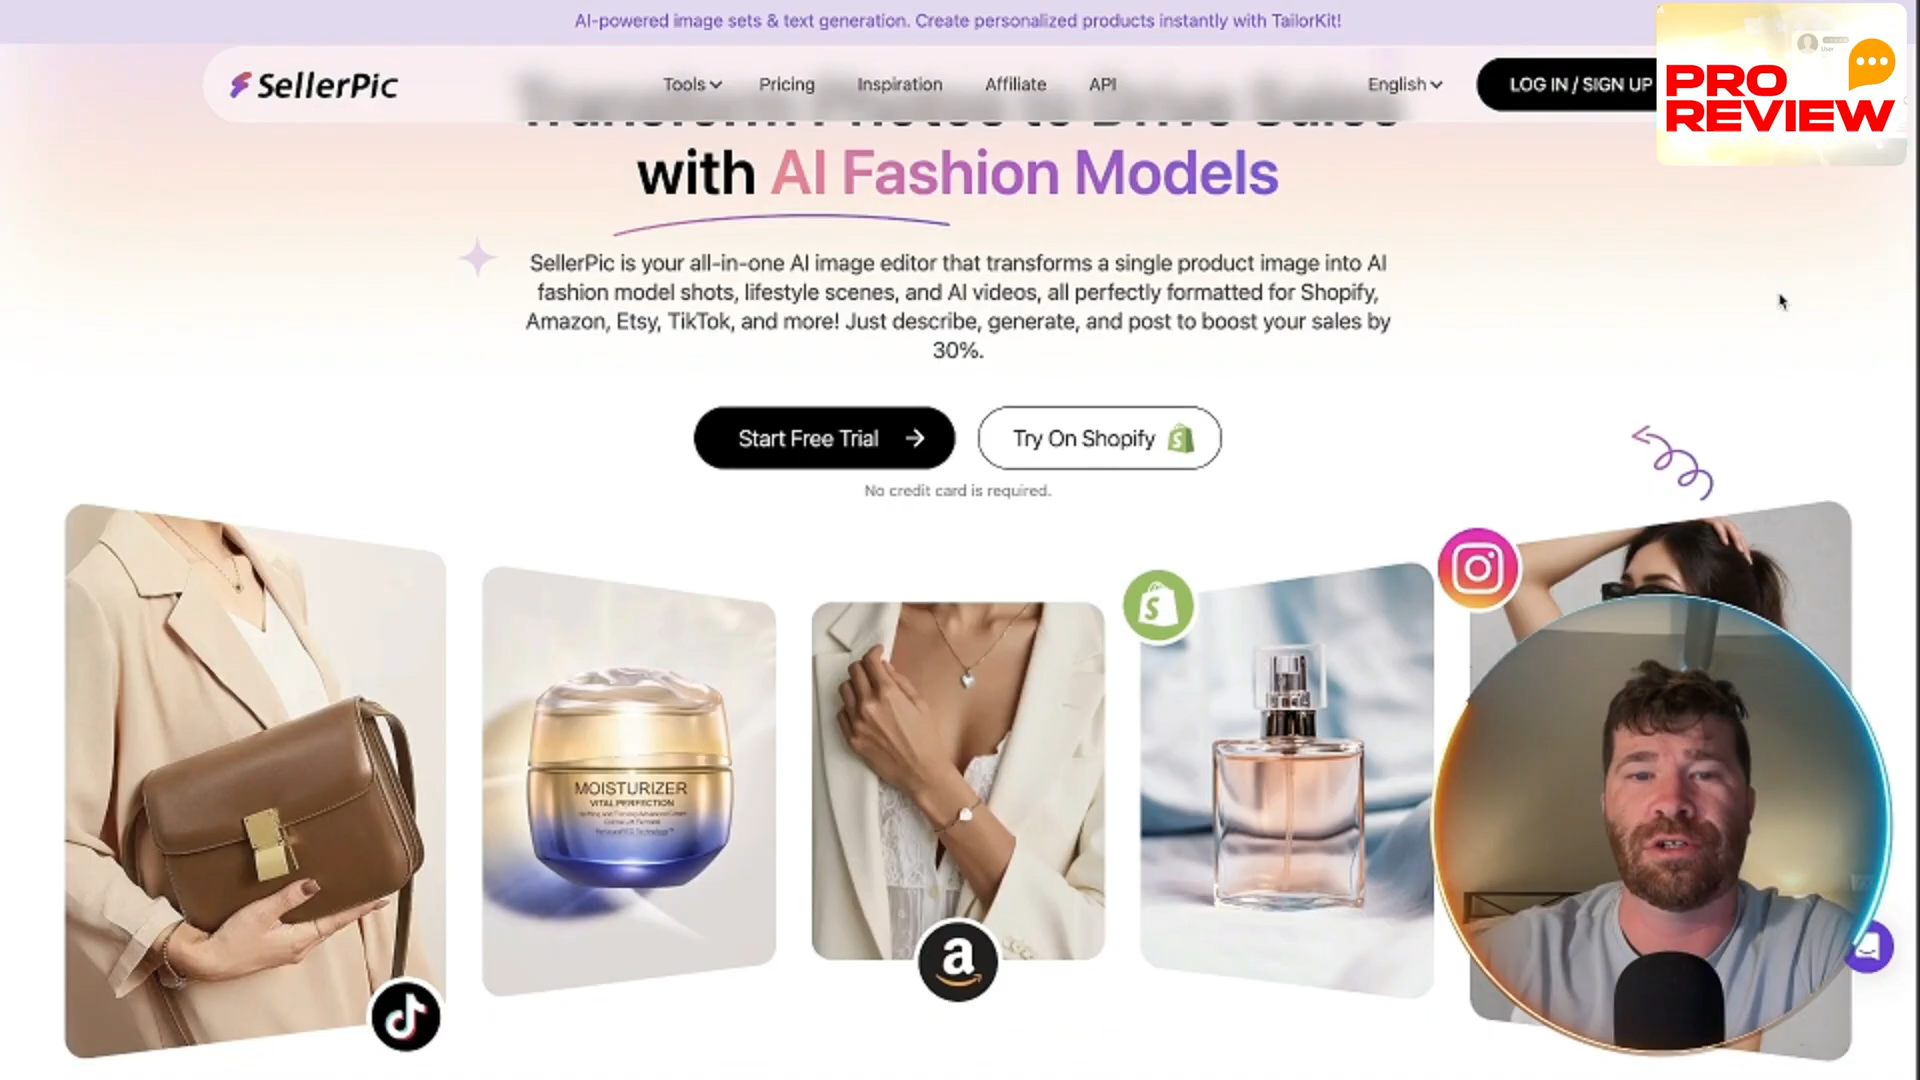 AI-powered image sets & text generation. Create personalized products instantly with TailorKit!
SellerPic
Tools
Pricing
Inspiration
Affiliate
API
English
LOG IN / SIGN UP
PRO
REVIEW
with AI Fashion Models
SellerPic is your all-in-one AI image editor that transforms a single product image into AI
fashion model shots, lifestyle scenes, and AI videos, all perfectly formatted for Shopify,
Amazon, Etsy, TikTok, and more! Just describe, generate, and post to boost your sales by
30%.
Start Free Trial
Try On Shopify
No credit card is required.
MOISTURIZER
VITAL PERFECTION